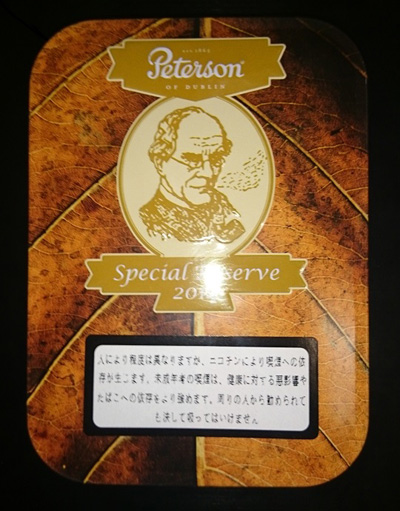 est 1865
Peterson
OF DUBLIN
Special Reserve
人により程度は異なりますが、ニコチンにより喫煙への依
存が生じます。未成年者の喫煙は、健康に対する悪影響や
たばこへの依存をより強めます。周りの人から勧められて
も決して吸ってはいけません